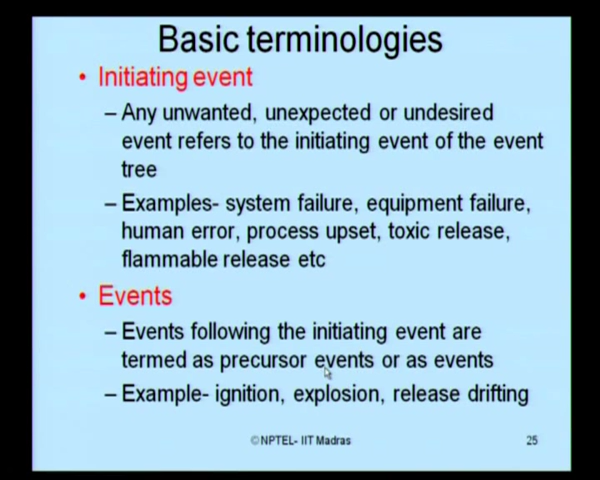 Basic terminologies
• Initiating event
– Any unwanted, unexpected or undesired
event refers to the initiating event of the event
tree
– Examples- system failure, equipment failure,
human error, process upset, toxic release,
flammable release etc
• Events
– Events following the initiating event are
termed as precursor events or as events
– Example- ignition, explosion, release drifting
©NPTEL- IIT Madras
25